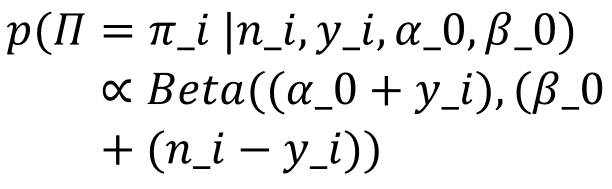 p(Π = π_i |n_i, y_i, α_0, β_0)
∝ Beta((α_0 + y_i), (β_0
+ (n_i − y_i))